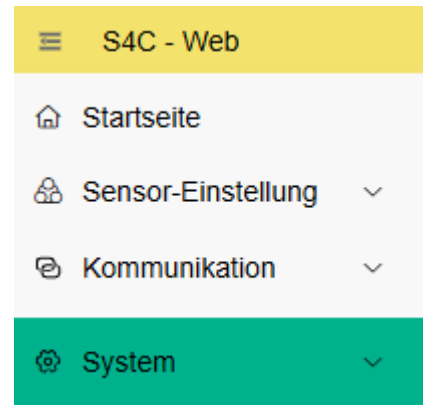 S4C - Web
Startseite
Sensor-Einstellung
Kommunikation
System